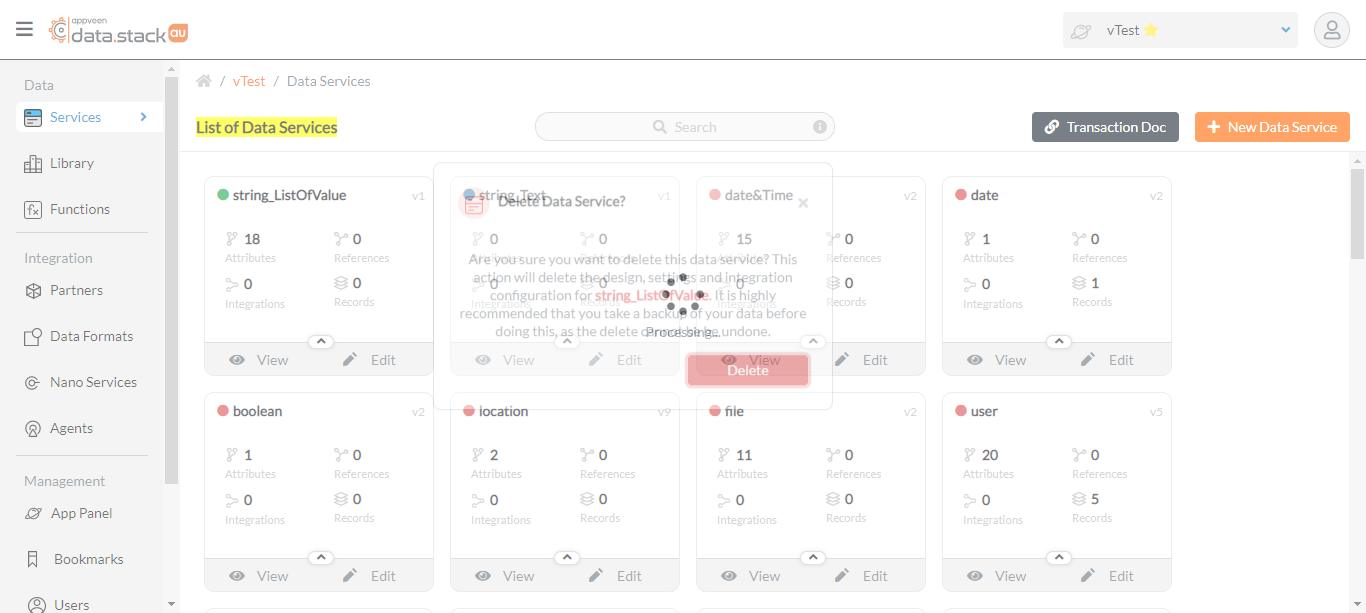 appveen
data.stack au
vTest
Data
Services
Library
Functions
Integration
Partners
Data Formats
Nano Services
Agents
Management
App Panel
Bookmarks
Users
/ vTest / Data Services
List of Data Services
Search
Transaction Doc
New Data Service
string_ListOfValue v1
18 0
Attributes References
0 0
Integrations Records
View Edit
string_Text v1
0 0
Attributes References
0 0
Integrations Records
View Edit
date&Time v2
15 0
Attributes References
0 0
Integrations Records
View Edit
date v2
1 0
Attributes References
0 1
Integrations Records
View Edit
Delete Data Service?
Are you sure you want to delete this data service? This
action will delete the design, settings and integration
configuration for string_ListOfValue. It is highly
recommended that you take a backup of your data before
doing this, as the delete cannot be undone.
Processing...
Delete
boolean v2
1 0
Attributes References
0 0
Integrations Records
View Edit
location v9
2 0
Attributes References
0 0
Integrations Records
View Edit
file v2
11 0
Attributes References
0 0
Integrations Records
View Edit
user v5
20 0
Attributes References
0 5
Integrations Records
View Edit